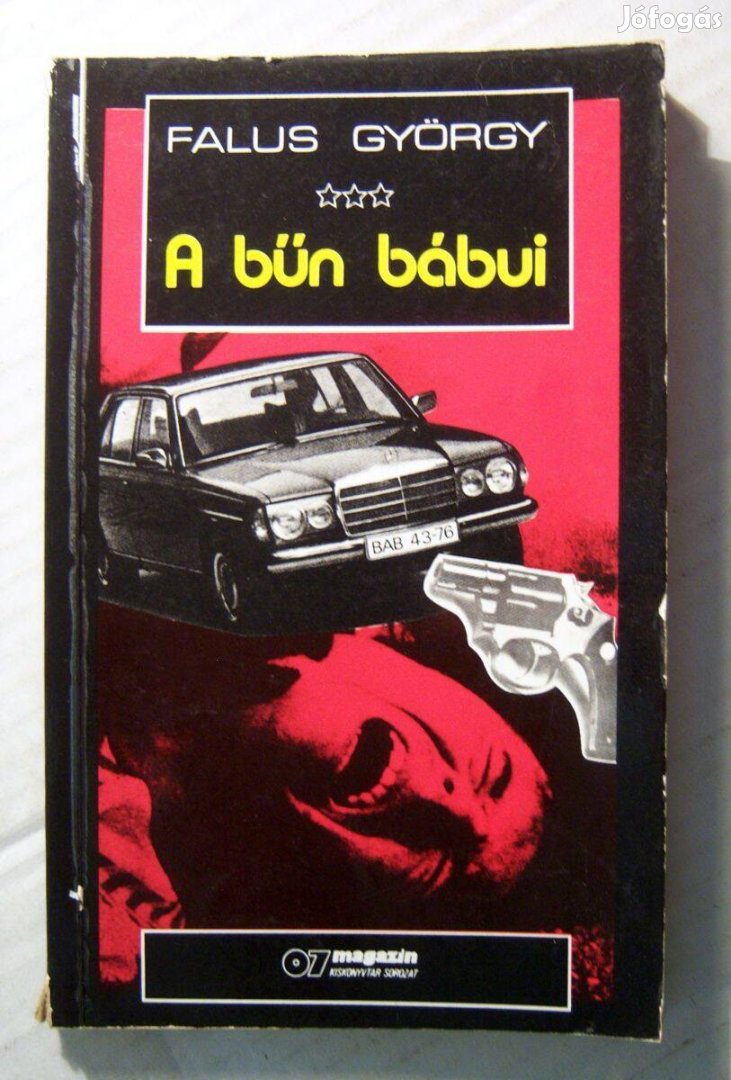 Jófogás
FALUS GYÖRGY
A bűn bábui
BAB 43-76
07 magazin
KISKÖNYVTÁR SOROZAT